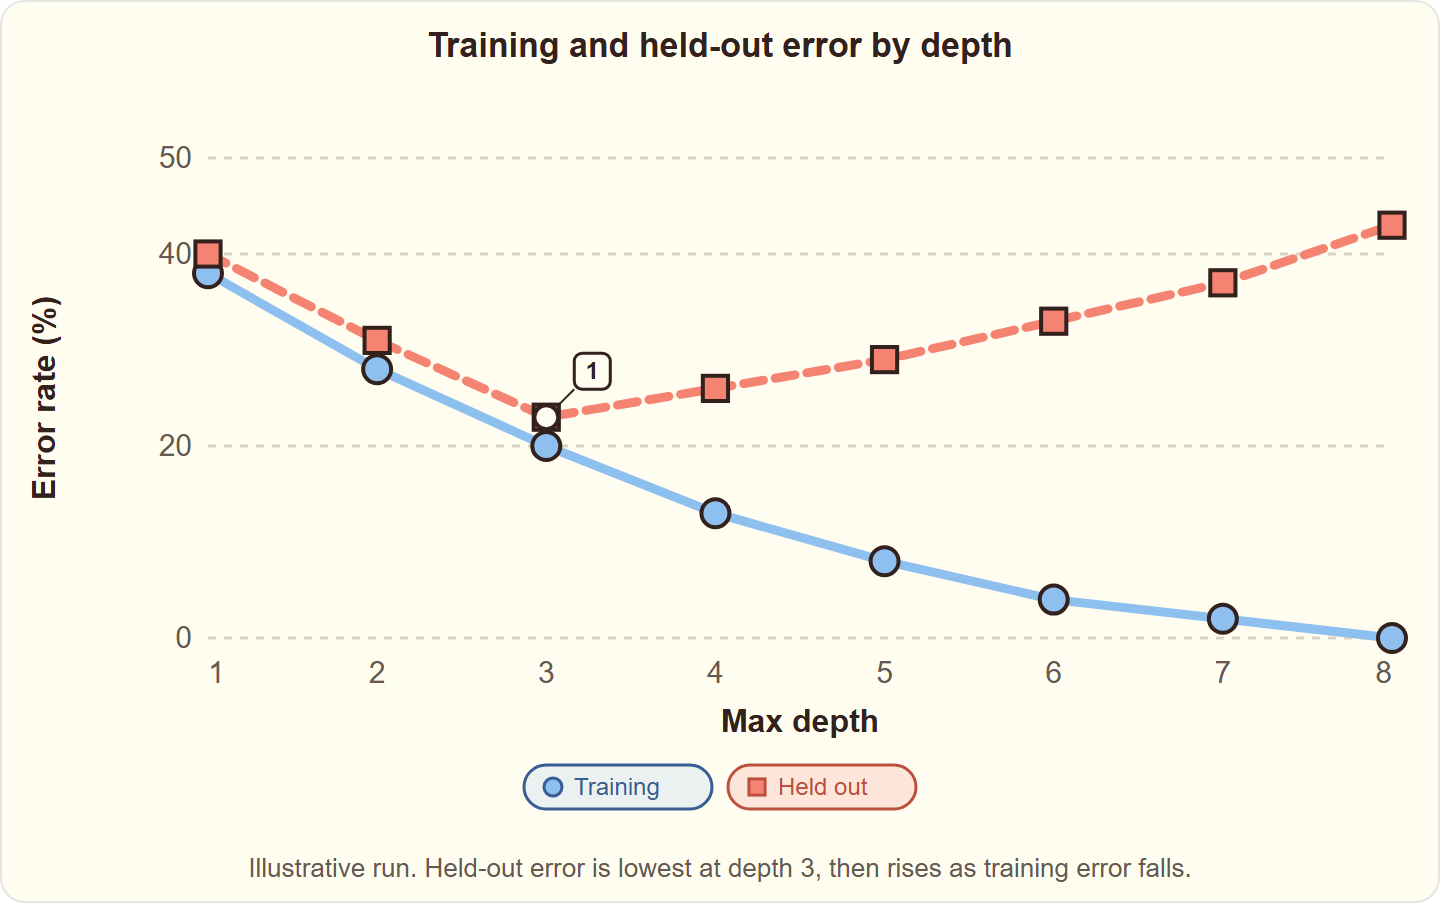 Training and held-out error by depth
50
40
20
0
Error rate (%)
1
1 2 3 4 5 6 7 8
Max depth
Training Held out
Illustrative run. Held-out error is lowest at depth 3, then rises as training error falls.